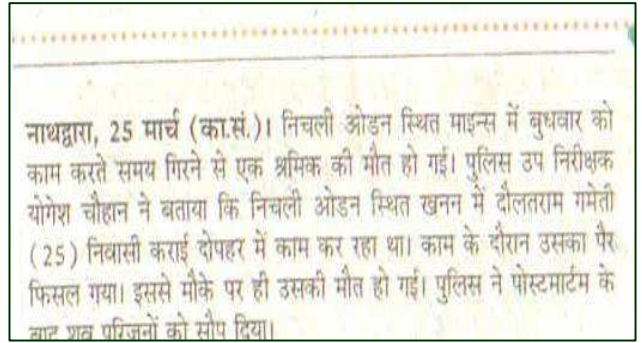 नाथद्वारा, 25 मार्च (का.सं.)। निचली ओडन स्थित माइन्स में बुधवार को
काम करते समय गिरने से एक श्रमिक की मौत हो गई। पुलिस उप निरीक्षक
योगेश चौहान ने बताया कि निचली ओडन स्थित खनन में दौलतराम गमेती
(25) निवासी कराई दोपहर में काम कर रहा था। काम के दौरान उसका पैर
फिसल गया। इससे मौके पर ही उसकी मौत हो गई। पुलिस ने पोस्टमार्टम के
बाद शव परिजनों को सौप दिया।